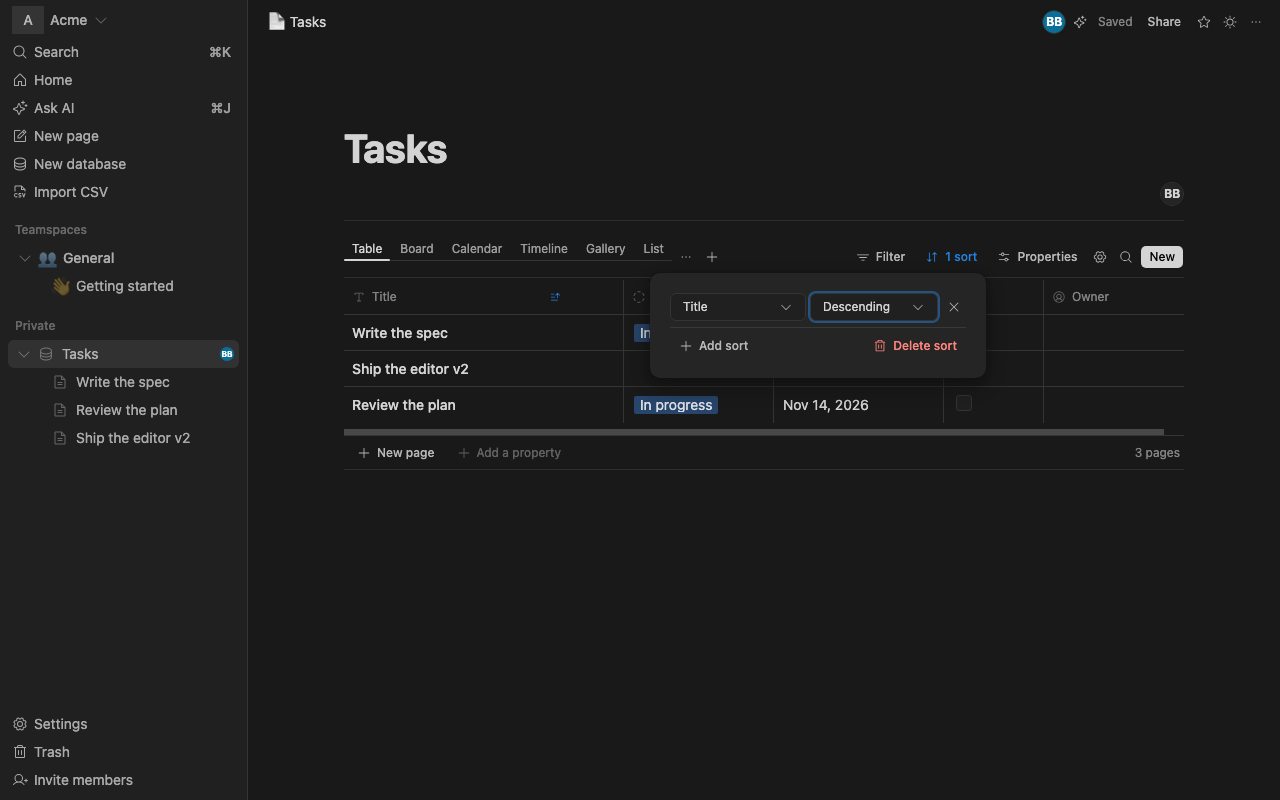 A Acme
Search ⌘K
Home
Ask AI ⌘J
New page
New database
Import CSV
Teamspaces
General
Getting started
Private
Tasks BB
Write the spec
Review the plan
Ship the editor v2
Settings
Trash
Invite members
Tasks
BB Saved Share
Tasks
BB
Table Board Calendar Timeline Gallery List
Filter 1 sort Properties New
Title Owner
Title Descending
Add sort Delete sort
Write the spec In
Ship the editor v2
Review the plan In progress Nov 14, 2026
New page Add a property 3 pages